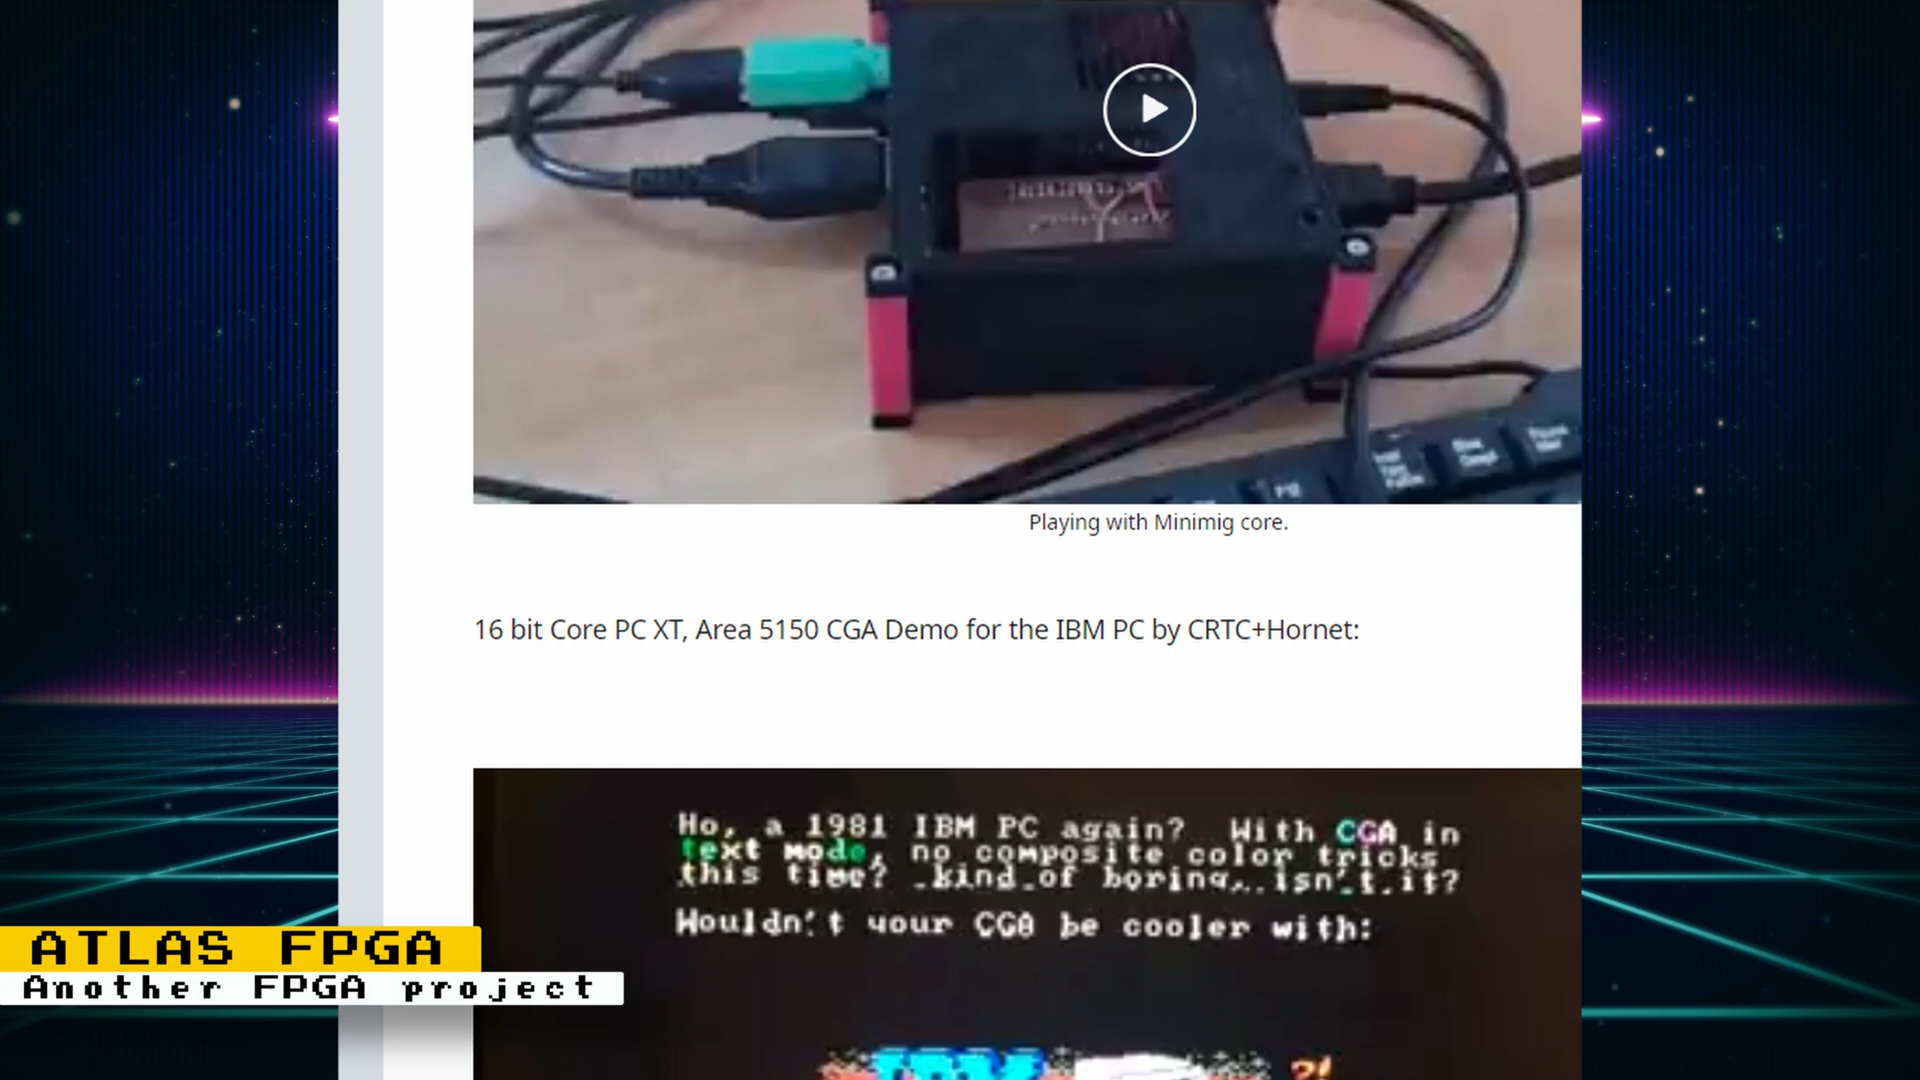 Playing with Minimig core.
16 bit Core PC XT, Area 5150 CGA Demo for the IBM PC by CRTC+Hornet:
Ho, a 1981 IBM PC again? With CGA in
text mode, no composite color tricks
this time? kind of boring, isn't it?
Wouldn't your CGA be cooler with:
IBM
?!
ATLAS FPGA
Another FPGA project